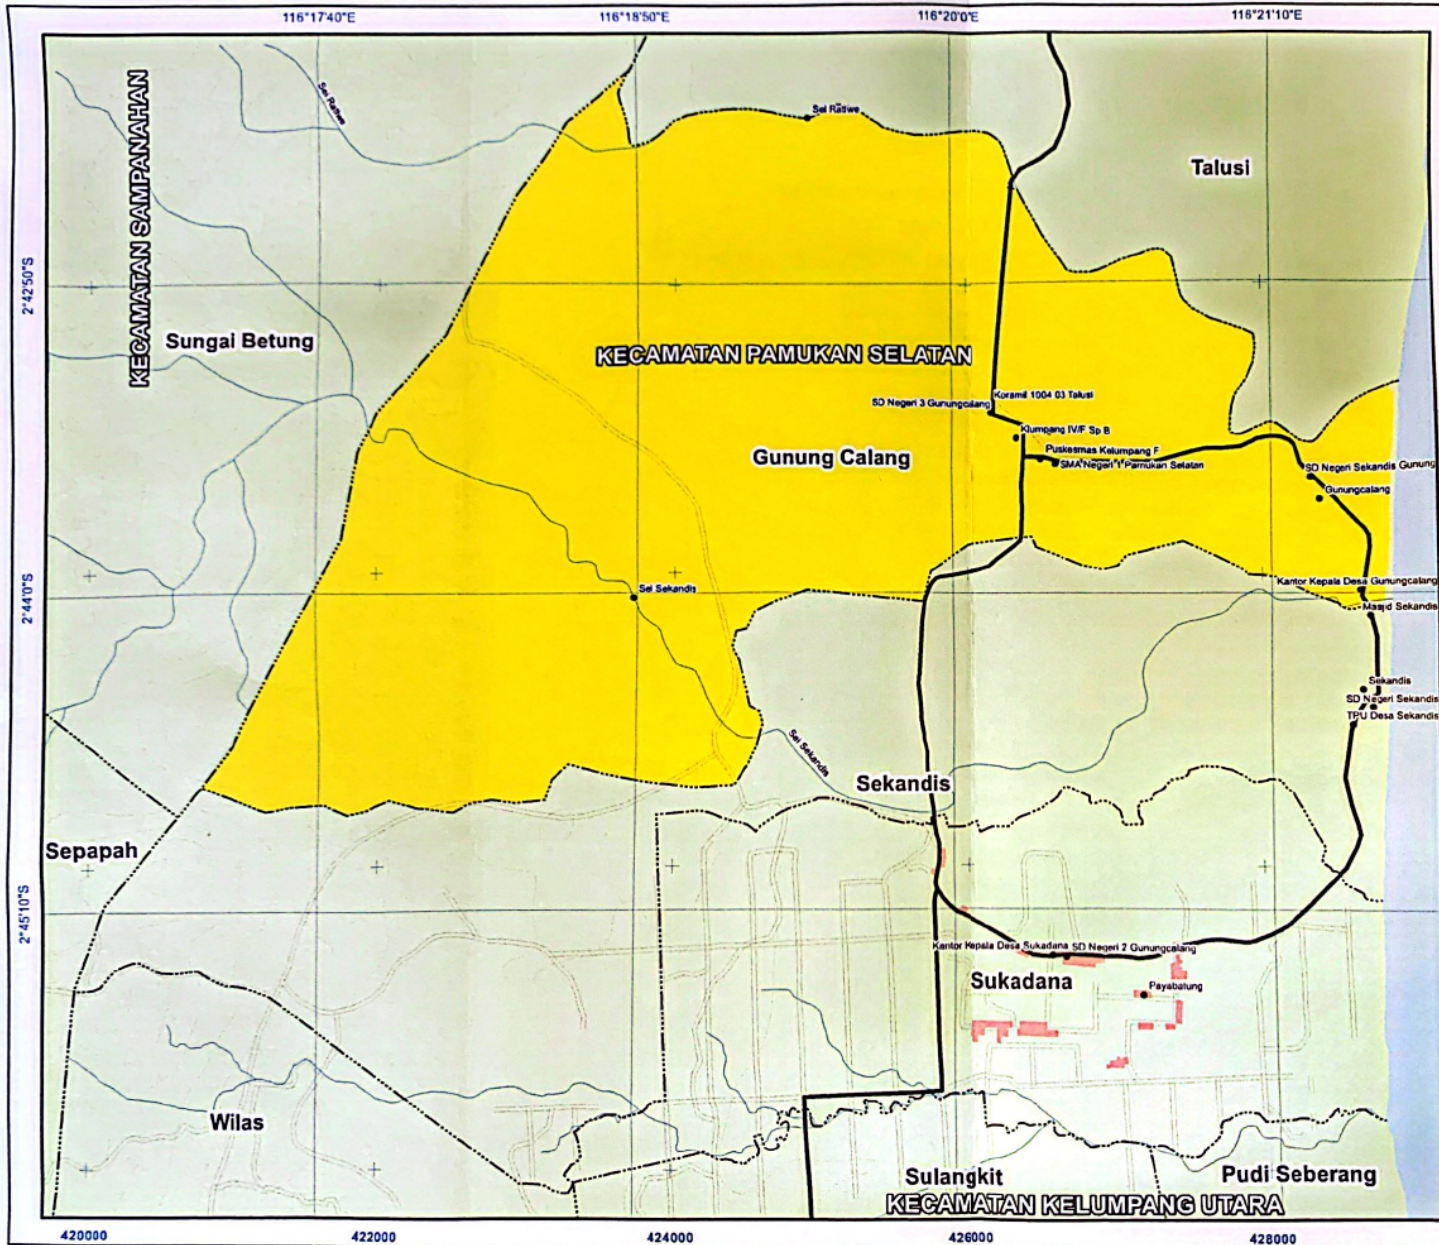 116°17'40"E
116°18'50"E
116°20'0"E
116°21'10"E
KECAMATAN SAMPANAHAN
Sei Ratiwe
Sei Ratiwe
Talusi
2°42'50"S
Sungai Betung
KECAMATAN PAMUKAN SELATAN
Koramil 1004 03 Talusi
SD Negeri 3 Gunungcalang
Klumpang IV/F Sp B
Puskesmas Kelumpang F
SMA Negeri 1 Pamukan Selatan
Gunung Calang
SD Negeri Sekandis Gunung
Gunungcalang
2°44'0"S
Sei Sekandis
Kantor Kepala Desa Gunungcalang
Masjid Sekandis
Sekandis
SD Negeri Sekandis
TPU Desa Sekandis
Sei Sekandis
Sekandis
Sepapah
2°45'10"S
Kantor Kepala Desa Sukadana
SD Negeri 2 Gunungcalang
Sukadana
Payabatung
Wilas
Sulangkit
Pudi Seberang
KECAMATAN KELUMPANG UTARA
420000
422000
424000
426000
428000